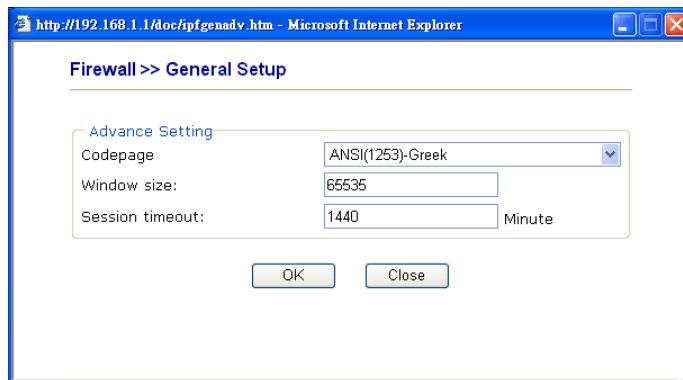 http://192.168.1.1/doc/ipfgenadv.htm - Microsoft Internet Explorer
Firewall >> General Setup
Advance Setting
Codepage ANSI(1253)-Greek
Window size: 65535
Session timeout: 1440 Minute
OK Close